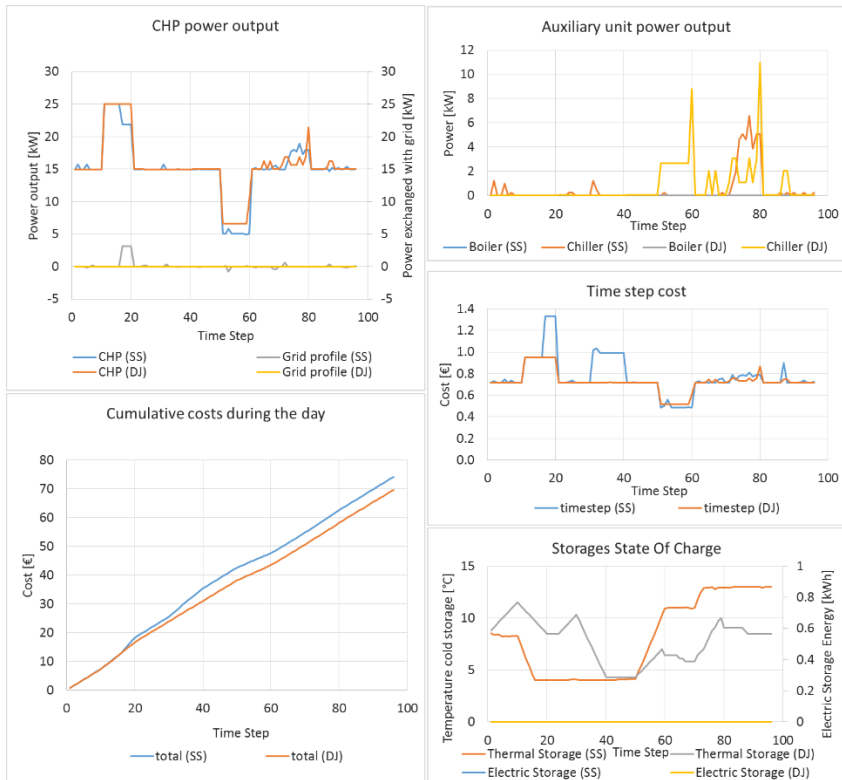 CHP power output
30
25
20
15
10
5
0
-5
30
25
20
15
10
5
0
-5
Power output [kW]
Power exchanged with grid [kW]
0 20 40 60 80 100
Time Step
CHP (SS) Grid profile (SS)
CHP (DJ) Grid profile (DJ)
Auxiliary unit power output
12
10
8
6
4
2
0
Power [kW]
0 20 40 60 80 100
Time Step
Boiler (SS) Chiller (SS) Boiler (DJ) Chiller (DJ)
Time step cost
1.4
1.2
1.0
0.8
0.6
0.4
0.2
0.0
Cost [€]
0 20 40 60 80 100
Time Step
timestep (SS) timestep (DJ)
Cumulative costs during the day
80
70
60
50
40
30
20
10
0
Cost [€]
0 20 40 60 80 100
Time Step
total (SS) total (DJ)
Storages State Of Charge
15
10
5
0
1
0.8
0.6
0.4
0.2
0
Temperature cold storage [°C]
Electric Storage Energy [kWh]
0 20 40 60 80 100
Time Step
Thermal Storage (SS) Thermal Storage (DJ)
Electric Storage (SS) Electric Storage (DJ)